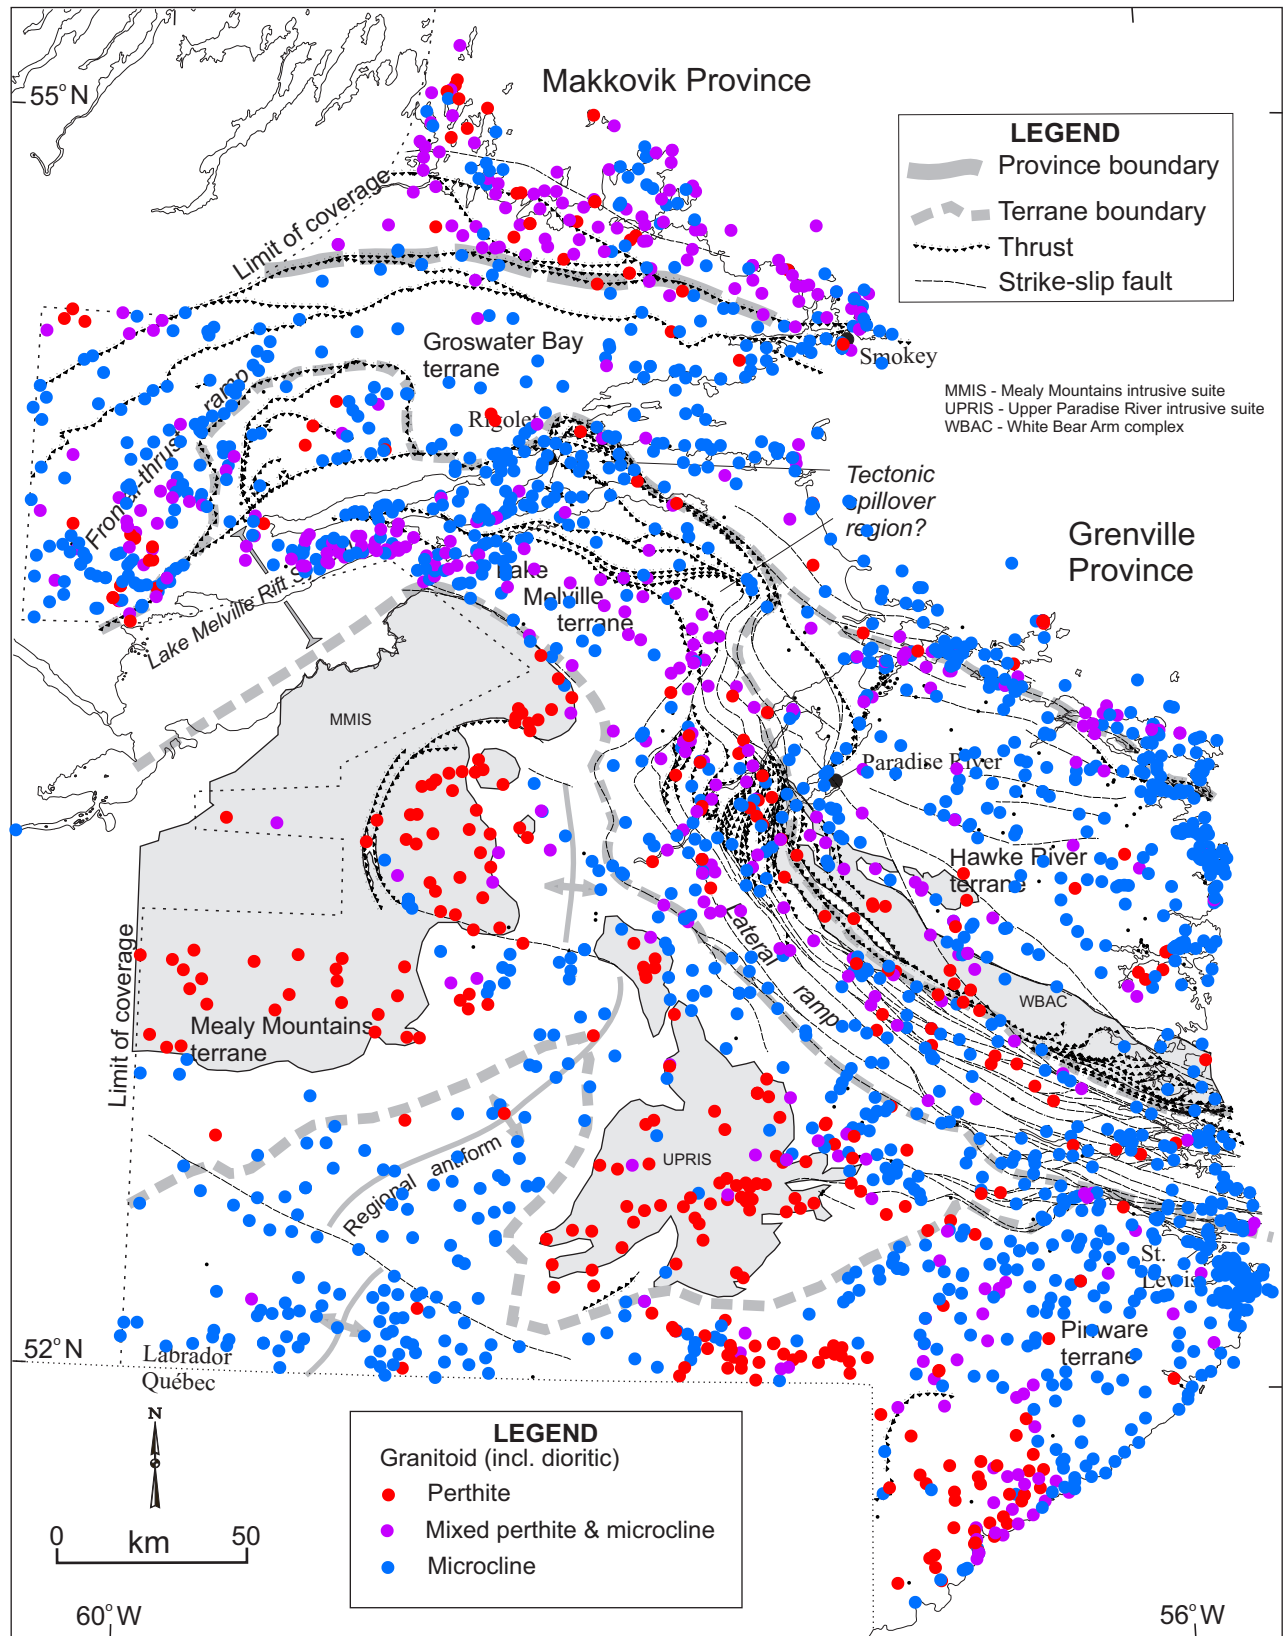 Makkovik Province
55°N
LEGEND
Province boundary
Terrane boundary
Thrust
Strike-slip fault
Limit of coverage
Groswater Bay
terrane
Smokey
MMIS - Mealy Mountains intrusive suite
UPRIS - Upper Paradise River intrusive suite
WBAC - White Bear Arm complex
Rigolet
Frontal thrust ramp
Tectonic
spillover
region?
Grenville
Province
Lake
Melville
terrane
Lake Melville Rift
MMIS
Paradise River
Hawke River
terrane
Lateral ramp
WBAC
Mealy Mountains
terrane
Limit of coverage
UPRIS
Regional antiform
St.
Lewis
Pinware
terrane
52°N
Labrador
Québec
N
LEGEND
Granitoid (incl. dioritic)
Perthite
Mixed perthite & microcline
Microcline
0 km 50
60°W
56°W